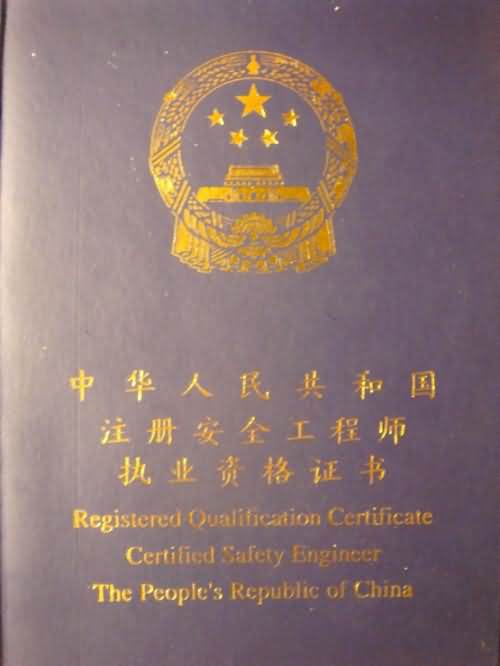 中华人民共和国
注册安全工程师
执业资格证书
Registered Qualification Certificate
Certified Safety Engineer
The People's Republic of China